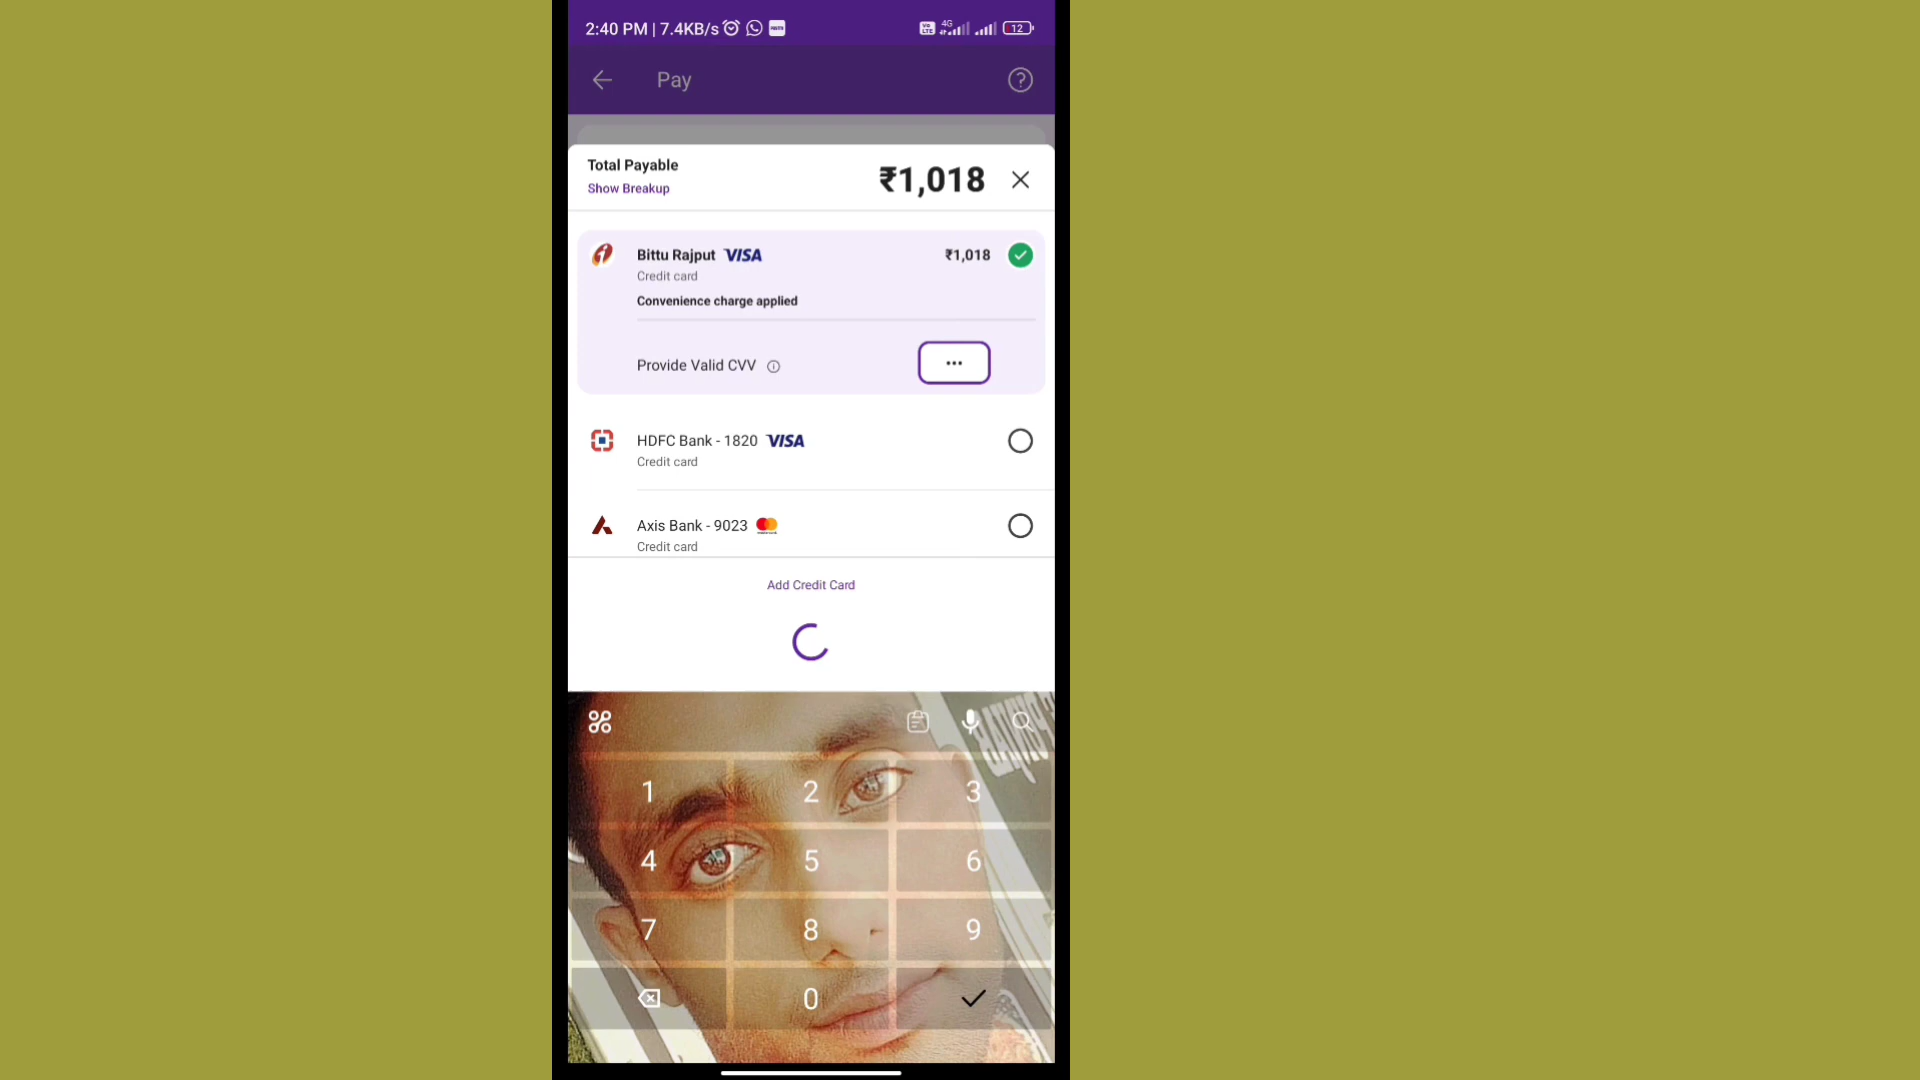 2:40 PM | 7.4KB/s
4G
12
Pay
Total Payable
Show Breakup
₹1,018
Bittu Rajput VISA
₹1,018
Credit card
Convenience charge applied
Provide Valid CVV
HDFC Bank - 1820 VISA
Credit card
Axis Bank - 9023
Credit card
Add Credit Card
1 2 3
4 5 6
7 8 9
0